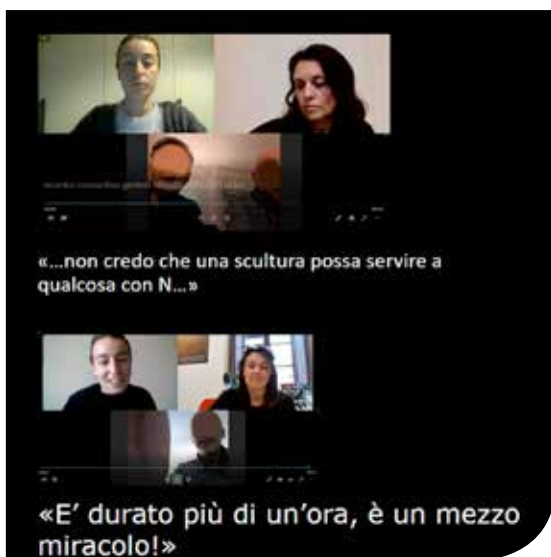 «...non credo che una scultura possa servire a
qualcosa con N...»
«E’ durato più di un’ora, è un mezzo
miracolo!»